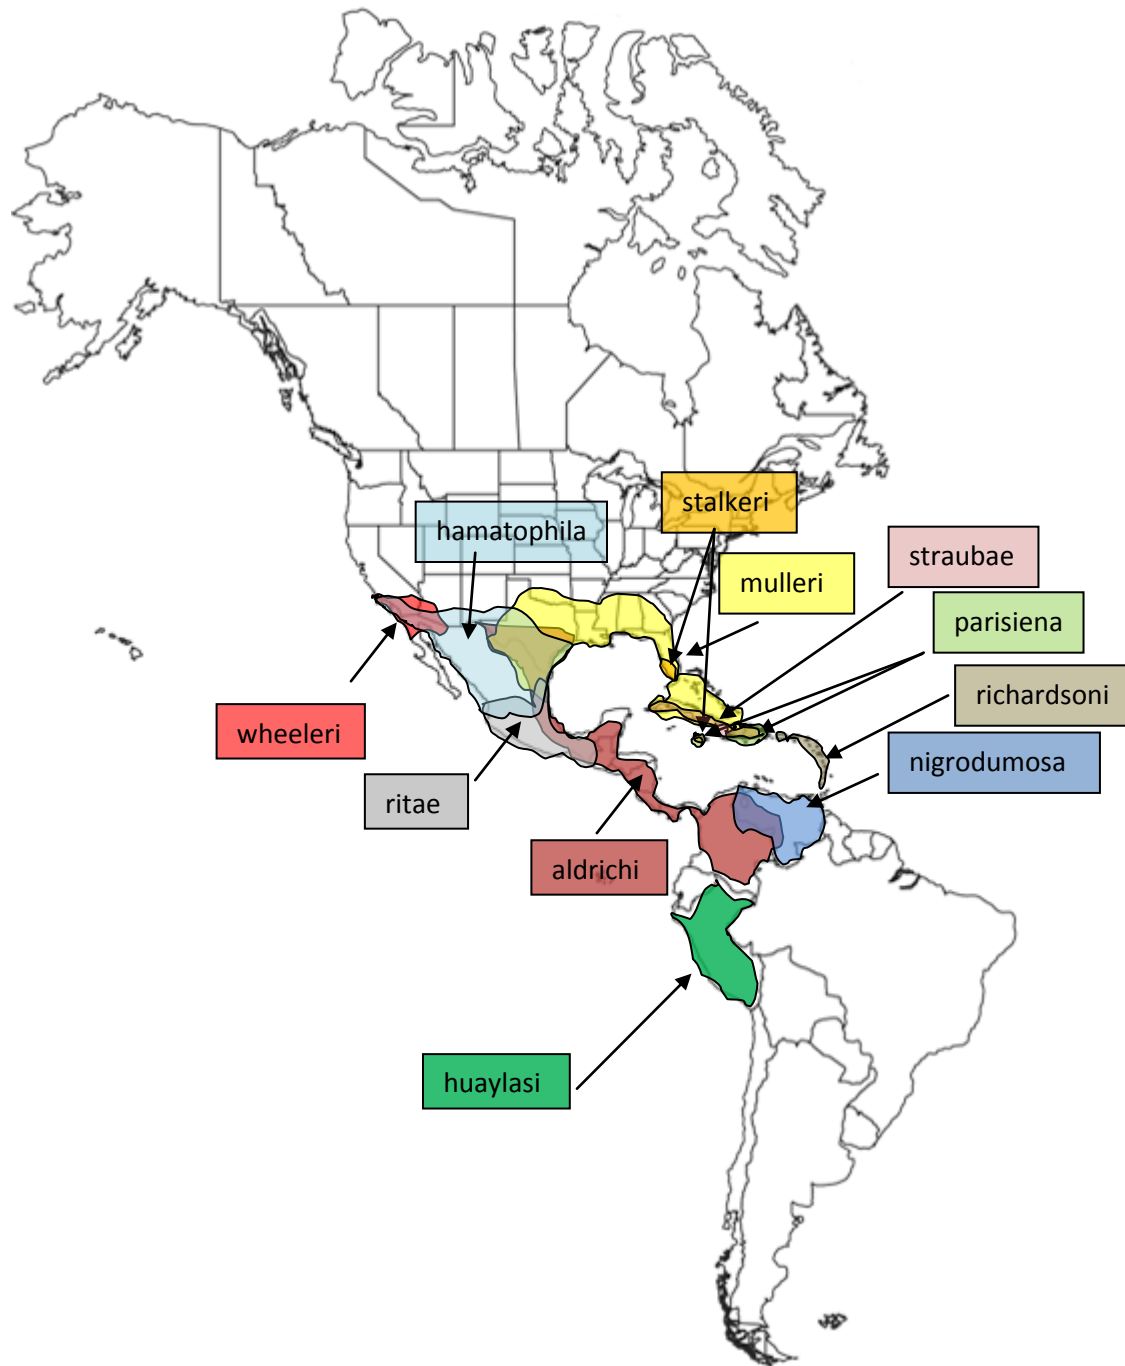 stalkeri
hamatophila
straubae
mulleri
parisiena
richardsoni
wheeleri
nigrodumosa
ritae
aldrichi
huaylasi